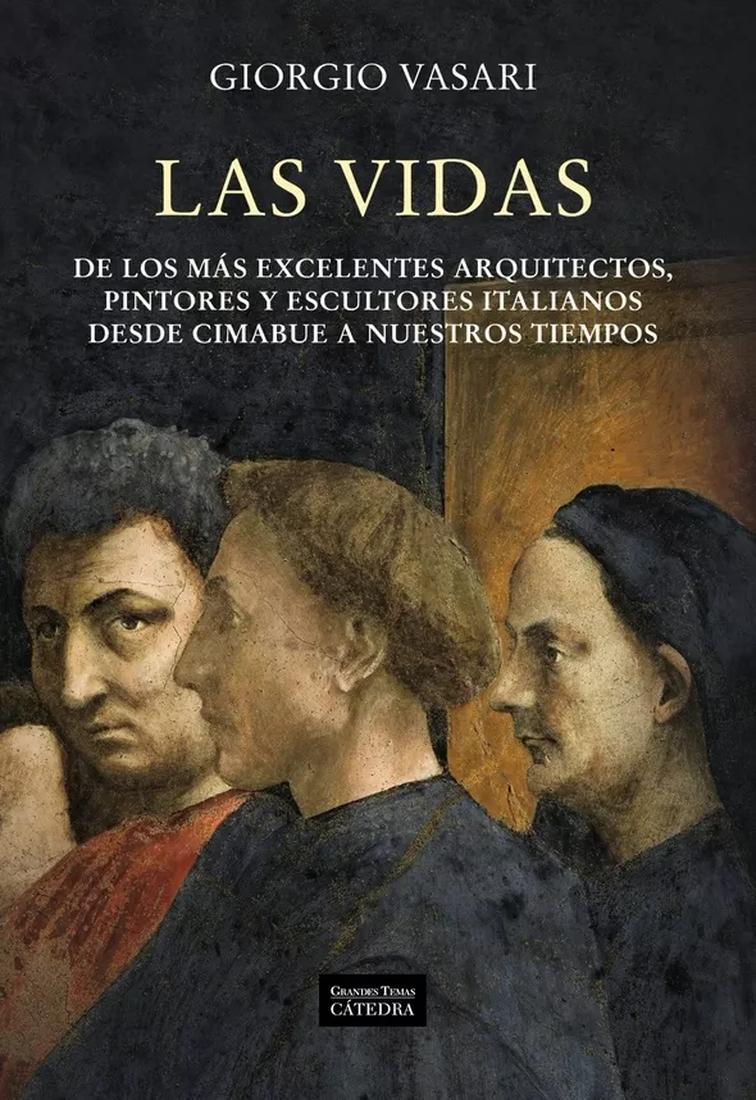 GIORGIO VASARI
LAS VIDAS
DE LOS MÁS EXCELENTES ARQUITECTOS,
PINTORES Y ESCULTORES ITALIANOS
DESDE CIMABUE A NUESTROS TIEMPOS
GRANDES TEMAS
CÁTEDRA